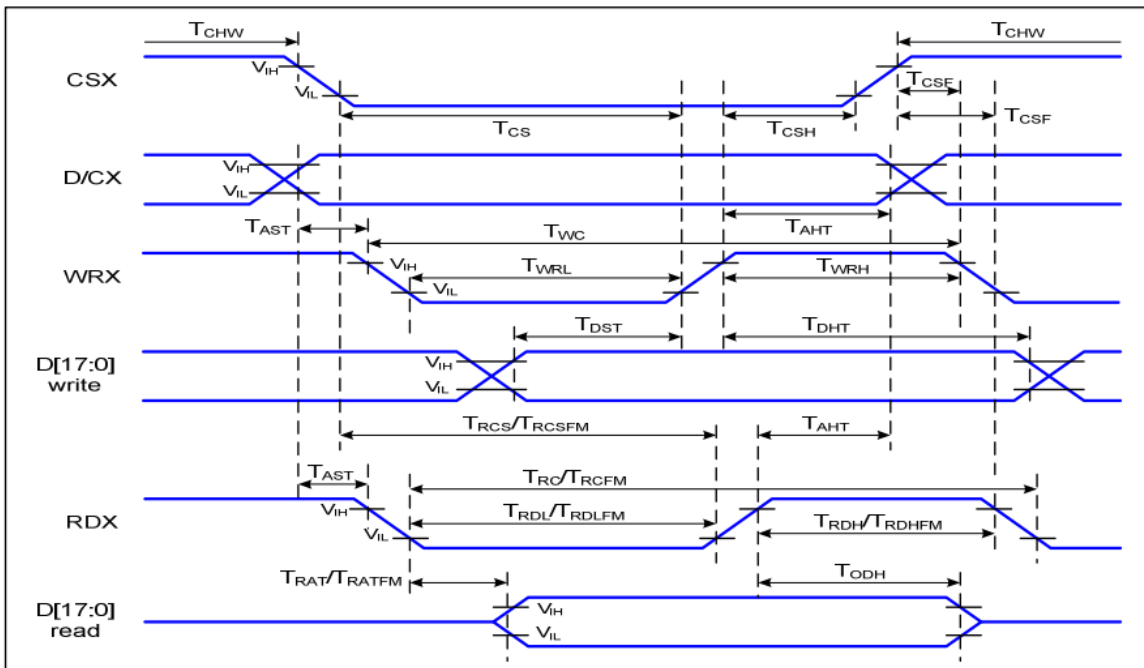 TCHW TCHW
CSX VIH VIL TCSF
TCS TCSH TCSF
D/CX VIH VIL
TAST TWC TAHT
WRX VIH VIL TWRL TWRH
TDST TDHT
D[17:0] write VIH VIL
TRCS/TRCSFM TAHT
TAST TRC/TRCFM
RDX VIH VIL TRDL/TRDLFM TRDH/TRDHFM
TRAT/TRATFM TODH
D[17:0] read VIH VIL